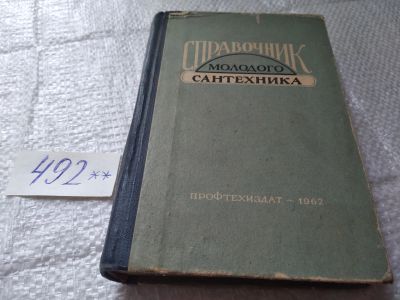 СПРАВОЧНИК
МОЛОДОГО
САНТЕХНИКА
492**
ПРОФТЕХИЗДАТ – 1962